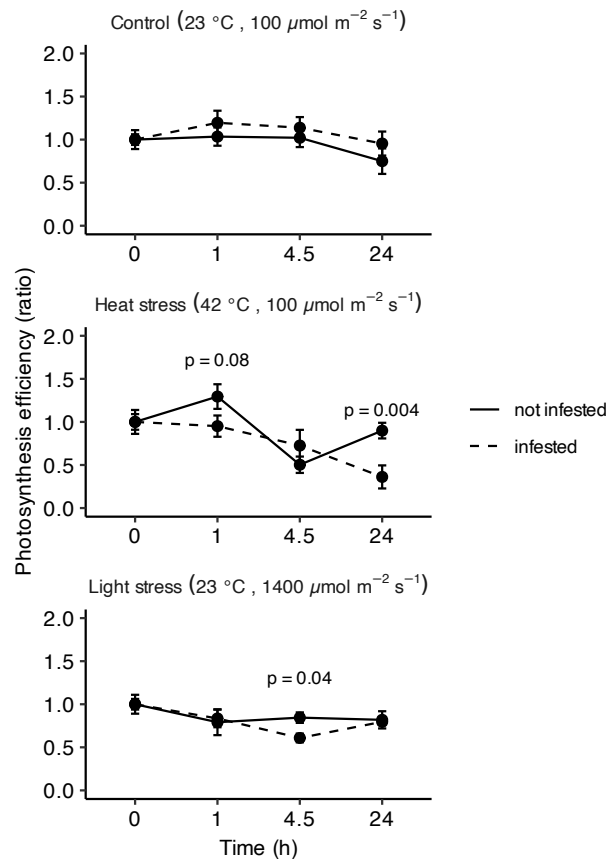 Control (23 °C , 100 µmol m⁻² s⁻¹)
2.0
1.5
1.0
0.5
0.0
0 1 4.5 24
Photosynthesis efficiency (ratio)
Heat stress (42 °C , 100 µmol m⁻² s⁻¹)
2.0
1.5
1.0
0.5
0.0
p = 0.08
p = 0.004
0 1 4.5 24
not infested
infested
Light stress (23 °C , 1400 µmol m⁻² s⁻¹)
2.0
1.5
1.0
0.5
0.0
p = 0.04
0 1 4.5 24
Time (h)